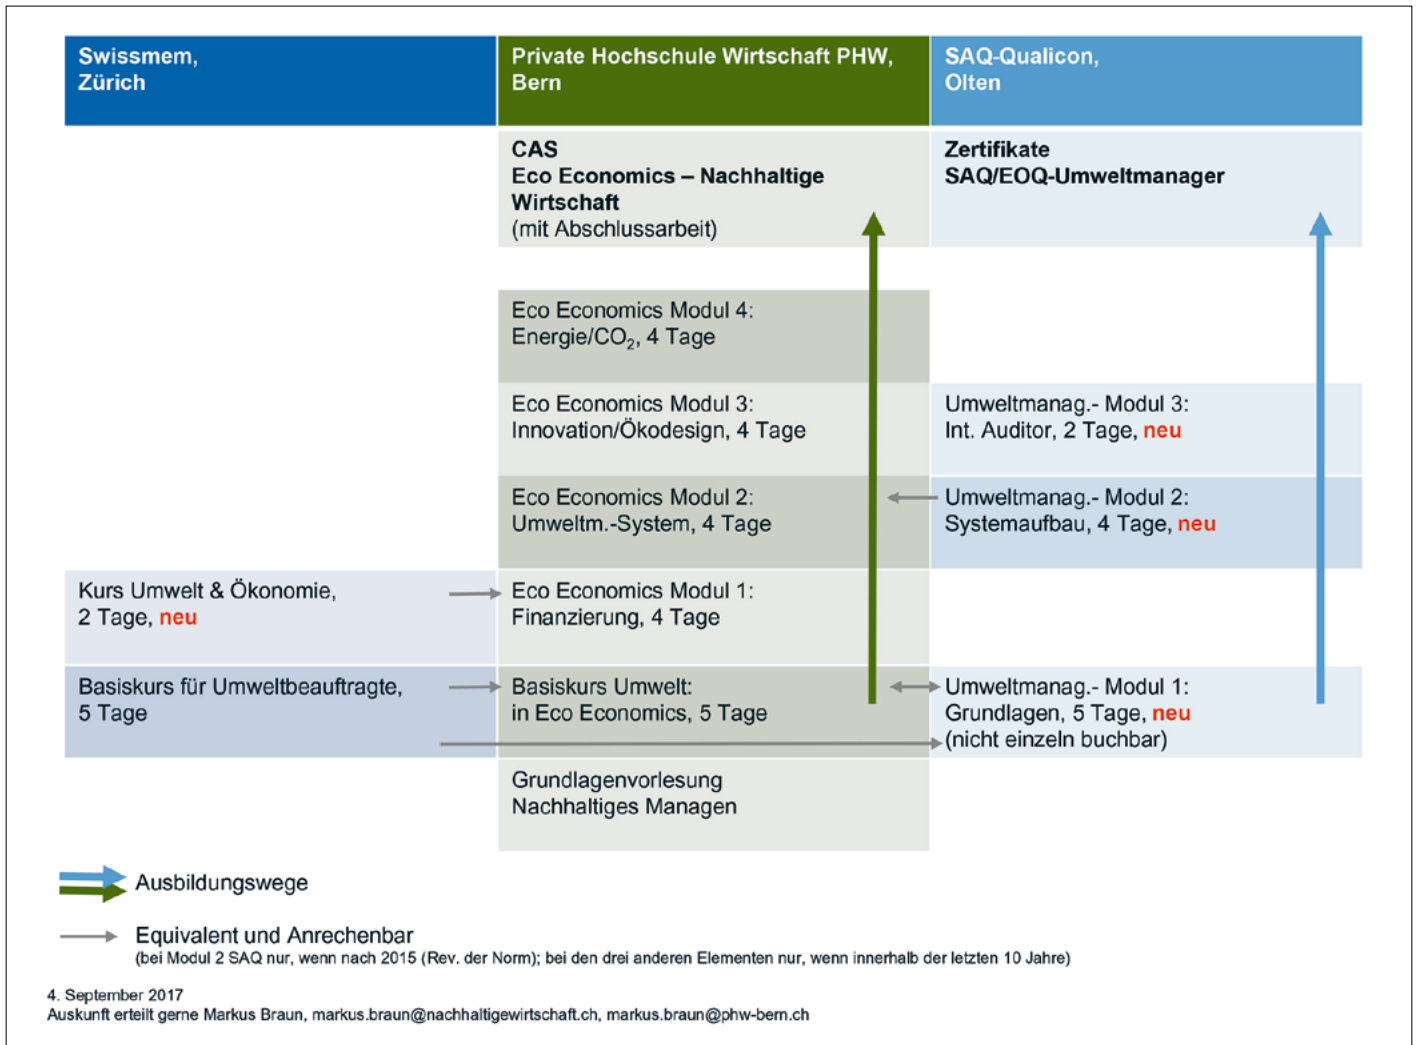 Swissmem,
Zürich
Private Hochschule Wirtschaft PHW,
Bern
SAQ-Qualicon,
Olten
CAS
Eco Economics – Nachhaltige
Wirtschaft
(mit Abschlussarbeit)
Zertifikate
SAQ/EOQ-Umweltmanager
Eco Economics Modul 4:
Energie/CO₂, 4 Tage
Eco Economics Modul 3:
Innovation/Ökodesign, 4 Tage
Umweltmanag.- Modul 3:
Int. Auditor, 2 Tage, neu
Eco Economics Modul 2:
Umweltm.-System, 4 Tage
Umweltmanag.- Modul 2:
Systemaufbau, 4 Tage, neu
Kurs Umwelt & Ökonomie,
2 Tage, neu
Eco Economics Modul 1:
Finanzierung, 4 Tage
Basiskurs für Umweltbeauftragte,
5 Tage
Basiskurs Umwelt:
in Eco Economics, 5 Tage
Umweltmanag.- Modul 1:
Grundlagen, 5 Tage, neu
(nicht einzeln buchbar)
Grundlagenvorlesung
Nachhaltiges Managen
Ausbildungswege
Equivalent und Anrechenbar
(bei Modul 2 SAQ nur, wenn nach 2015 (Rev. der Norm); bei den drei anderen Elementen nur, wenn innerhalb der letzten 10 Jahre)
4. September 2017
Auskunft erteilt gerne Markus Braun, markus.braun@nachhaltigewirtschaft.ch, markus.braun@phw-bern.ch